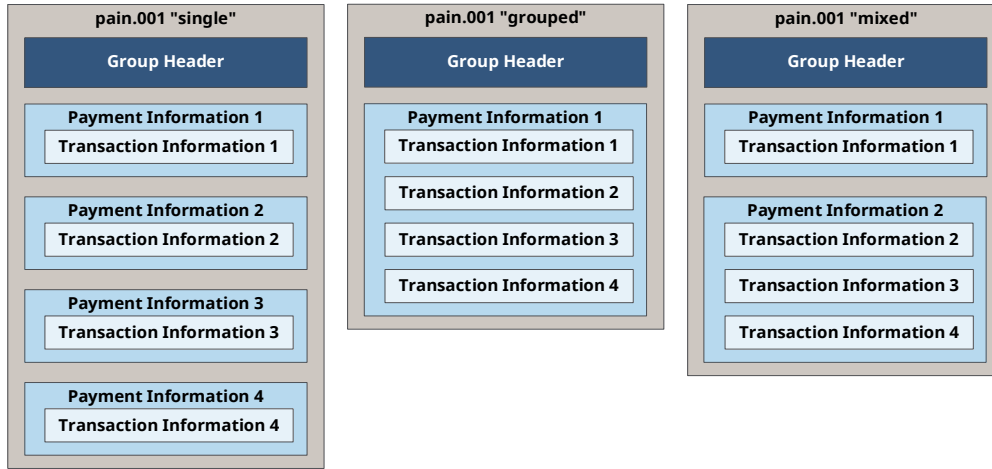 pain.001 "single"
Group Header
Payment Information 1
Transaction Information 1
Payment Information 2
Transaction Information 2
Payment Information 3
Transaction Information 3
Payment Information 4
Transaction Information 4
pain.001 "grouped"
Group Header
Payment Information 1
Transaction Information 1
Transaction Information 2
Transaction Information 3
Transaction Information 4
pain.001 "mixed"
Group Header
Payment Information 1
Transaction Information 1
Payment Information 2
Transaction Information 2
Transaction Information 3
Transaction Information 4